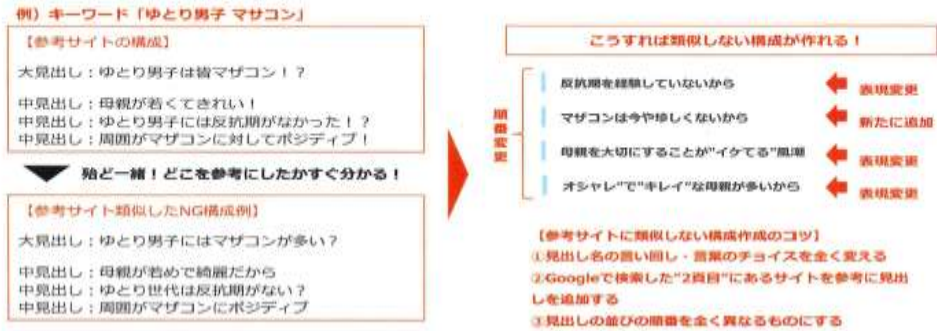 例）キーワード「ゆとり男子 マサコン」
【参考サイトの構成】
大見出し：ゆとり男子は皆マザコン！？
中見出し：母親が若くてきれい！
中見出し：ゆとり男子には反抗期がなかった！？
中見出し：周囲がマザコンに対してポジティブ！
殆ど一緒！どこを参考にしたかすぐ分かる！
【参考サイト類似したNG構成例】
大見出し：ゆとり男子にはマザコンが多い？
中見出し：母親が若めで綺麗だから
中見出し：ゆとり世代は反抗期がない？
中見出し：周囲がマザコンにポジティブ
こうすれば類似しない構成が作れる！
順番変更
反抗期を経験していないから
表現変更
マザコンは今や珍しくないから
新たに追加
母親を大切にすることが"イケてる"風潮
表現変更
オシャレ"で"キレイ"な母親が多いから
表現変更
【参考サイトに類似しない構成作成のコツ】
①見出し名の言い回し・言葉のチョイスを全く変える
②Googleで検索した"2頁目"にあるサイトを参考に見出
しを追加する
③見出しの並びの順番を全く異なるものにする